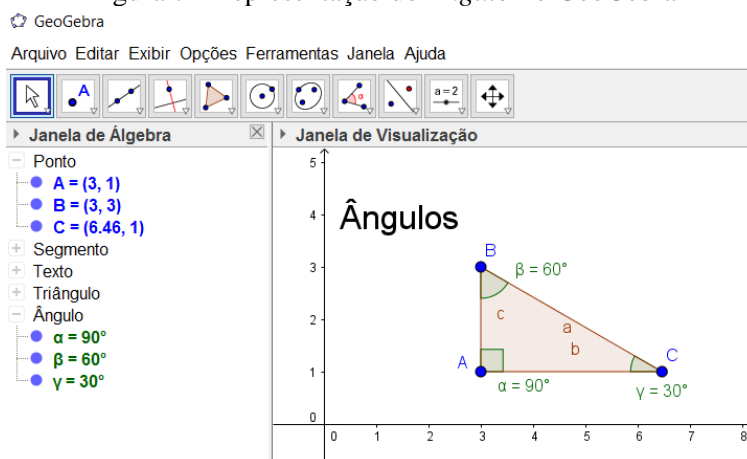 GeoGebra
Arquivo Editar Exibir Opções Ferramentas Janela Ajuda
A
α
a=2
Janela de Álgebra
Janela de Visualização
Ponto
A = (3, 1)
B = (3, 3)
C = (6.46, 1)
Segmento
Texto
Triângulo
Ângulo
α = 90°
β = 60°
γ = 30°
5
4
3
2
1
0
Ângulos
B
β = 60°
c
a
b
A
C
α = 90°
γ = 30°
0 1 2 3 4 5 6 7 8